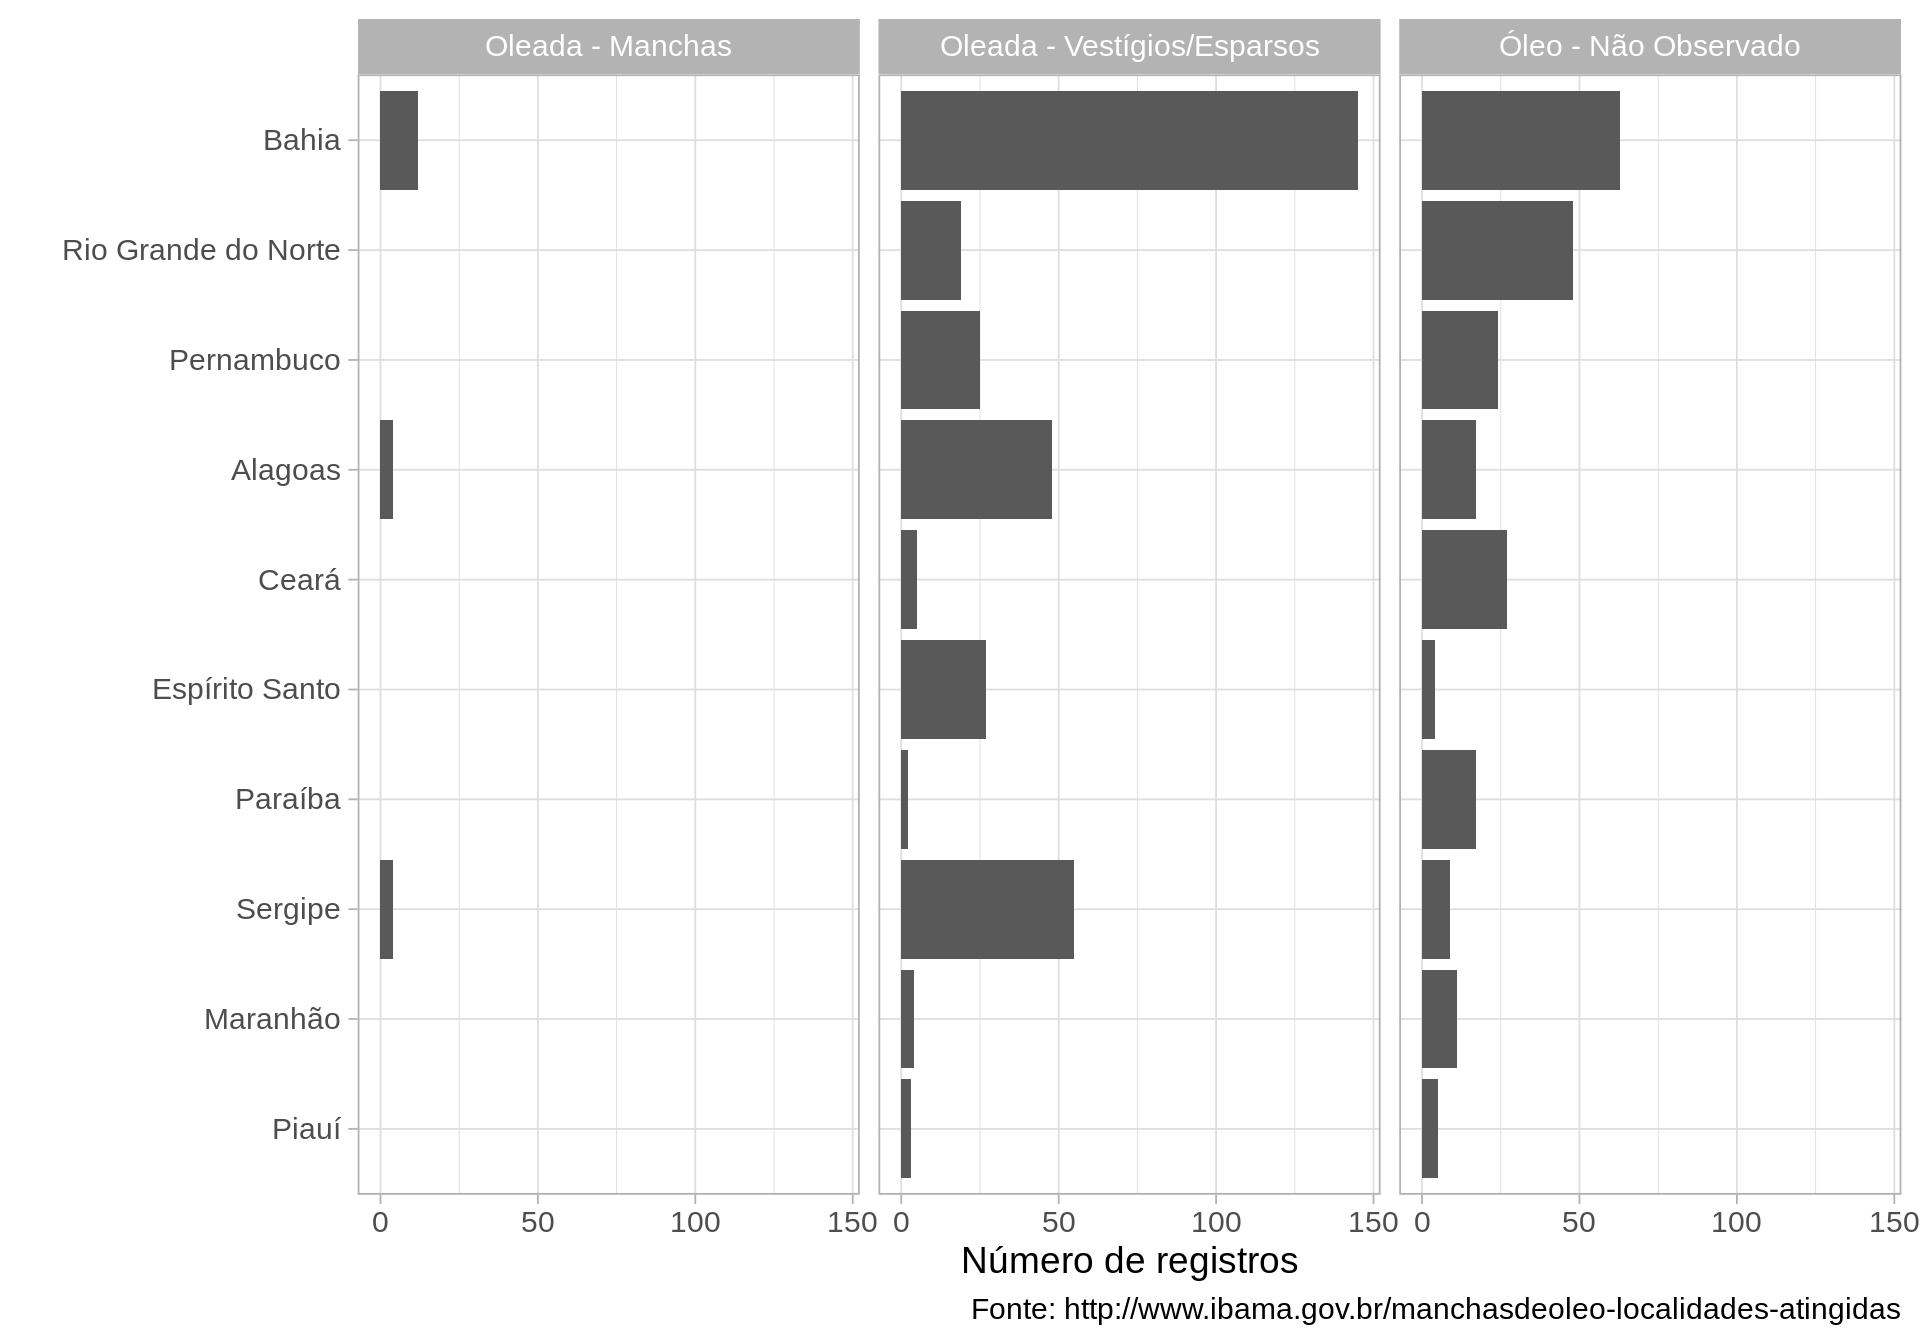 Oleada - Manchas
Oleada - Vestígios/Esparsos
Óleo - Não Observado
Bahia
Rio Grande do Norte
Pernambuco
Alagoas
Ceará
Espírito Santo
Paraíba
Sergipe
Maranhão
Piauí
0 50 100 150
0 50 100 150
0 50 100 150
Número de registros
Fonte: http://www.ibama.gov.br/manchasdeoleo-localidades-atingidas